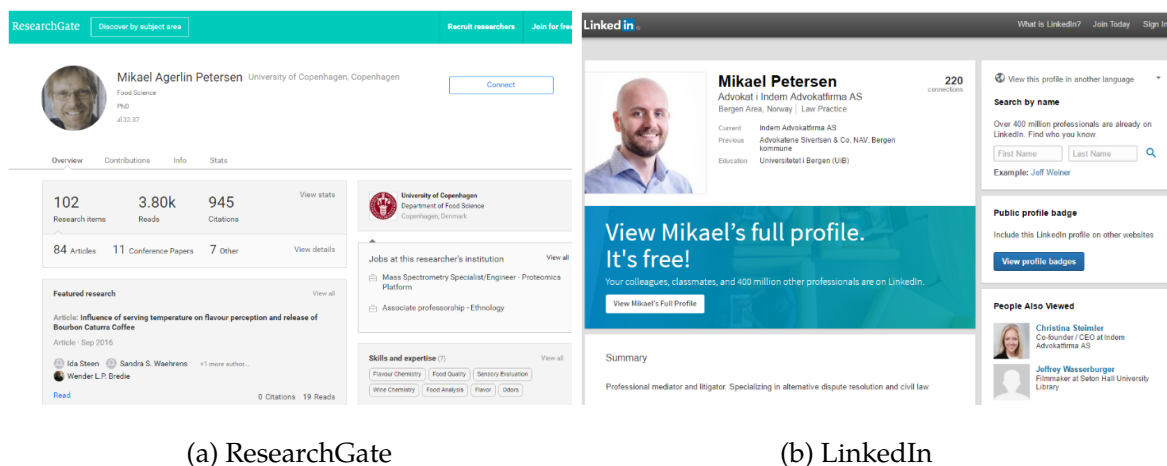 ResearchGate
Discover by subject area
Recruit researchers
Join for free
Mikael Agerlin Petersen University of Copenhagen, Copenhagen
Food Science
PhD
33.87
Connect
Overview Contributions Info Stats
102 3.80k 945
Research items Reads Citations
View stats
84 Articles 11 Conference Papers 7 Other
View details
Featured research
View all
Article: Influence of serving temperature on flavour perception and release of
Bourbon Caturra Coffee
Article · Sep 2016
Ida Steen Sandra S. Waehrens +1 more author...
Wender L.P. Bredie
Read
0 Citations 19 Reads
University of Copenhagen
Department of Food Science
Copenhagen, Denmark
Jobs at this researcher's institution
View all
Mass Spectrometry Specialist/Engineer - Proteomics
Platform
Associate professorship - Ethnology
Skills and expertise (7)
View all
Flavour Chemistry Food Quality Sensory Evaluation
Wine Chemistry Food Analysis Flavor Odors
(a) ResearchGate
Linked in
What is LinkedIn? Join Today Sign In
Mikael Petersen
Advokat i Indem Advokatfirma AS
Bergen Area, Norway | Law Practice
220
connections
Current Indem Advokatfirma AS
Previous Advokatene Sivertsen & Co, NAV, Bergen
kommune
Education Universitetet i Bergen (UiB)
View Mikael's full profile.
It's free!
Your colleagues, classmates, and 400 million other professionals are on LinkedIn.
View Mikael's Full Profile
Summary
Professional mediator and litigator. Specializing in alternative dispute resolution and civil law
View this profile in another language
Search by name
Over 400 million professionals are already on
LinkedIn. Find who you know.
First Name Last Name
Example: Jeff Weiner
Public profile badge
Include this LinkedIn profile on other websites
View profile badges
People Also Viewed
Christina Støimler
Co-founder / CEO at Indem
Advokatfirma AS
Jeffrey Wasserburger
Filmmaker at Seton Hall University
Library
(b) LinkedIn